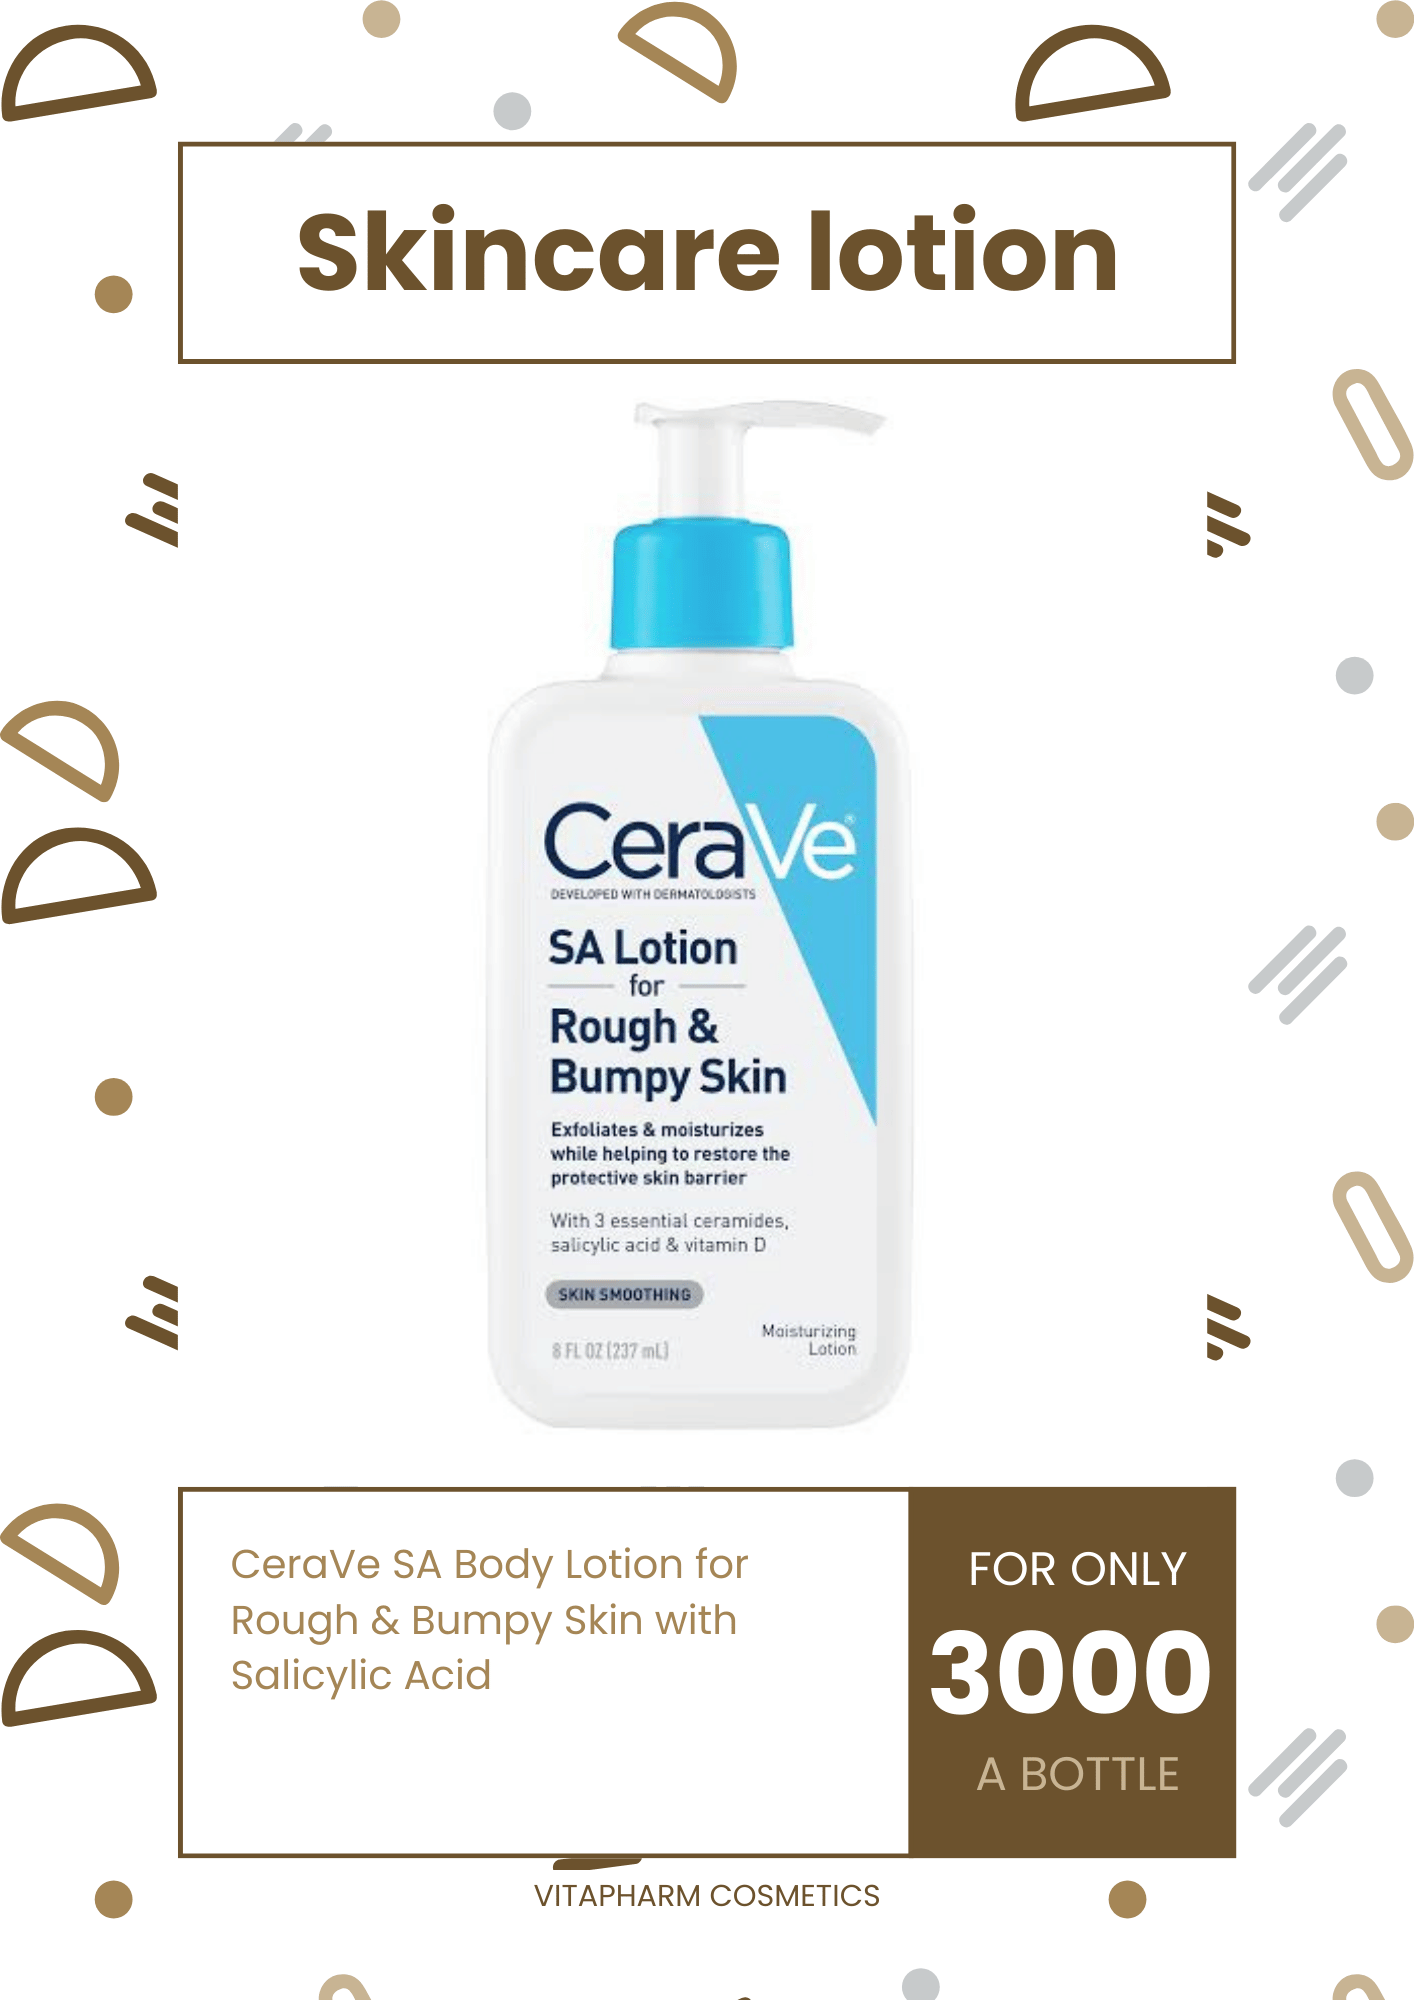 Skincare lotion
CeraVe®
DEVELOPED WITH DERMATOLOGISTS
SA Lotion
for
Rough &
Bumpy Skin
Exfoliates & moisturizes
while helping to restore the
protective skin barrier
With 3 essential ceramides,
salicylic acid & vitamin D
SKIN SMOOTHING
Moisturizing
Lotion
8 FL OZ (237 mL)
CeraVe SA Body Lotion for
Rough & Bumpy Skin with
Salicylic Acid
FOR ONLY
3000
A BOTTLE
VITAPHARM COSMETICS